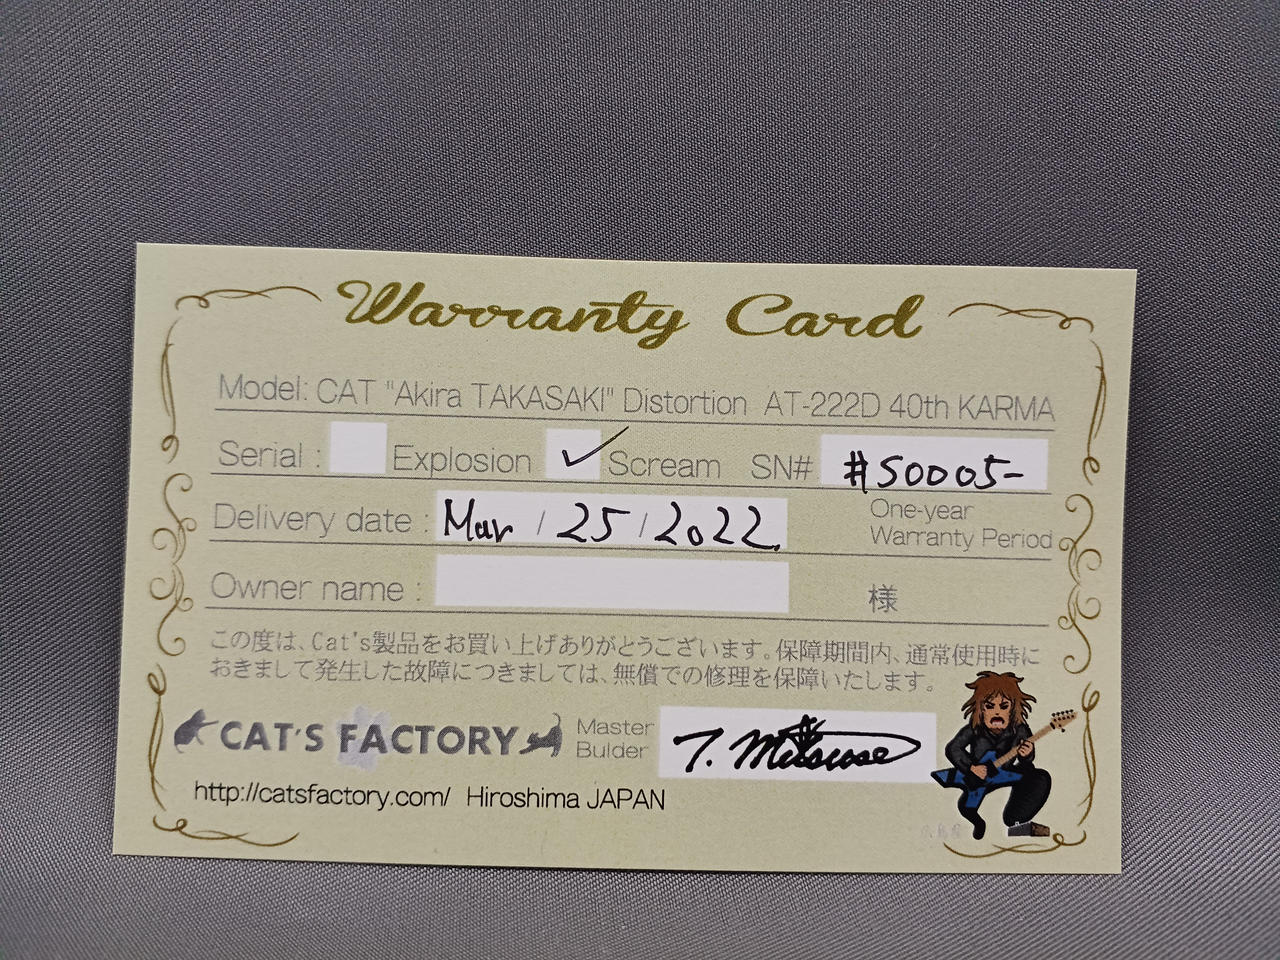 Warranty Card
Model: CAT "Akira TAKASAKI" Distortion AT-222D 40th KARMA
Serial : Explosion ✓ Scream SN# #S0005-
Delivery date : Mar / 25 / 2022. One-year
Warranty Period
Owner name : 様
この度は、Cat's製品をお買い上げありがとうございます。保障期間内、通常使用時に
おきまして発生した故障につきましては、無償での修理を保障いたします。
CAT'S FACTORY Master
Bulder T. Mitsuse
http://catsfactory.com/ Hiroshima JAPAN